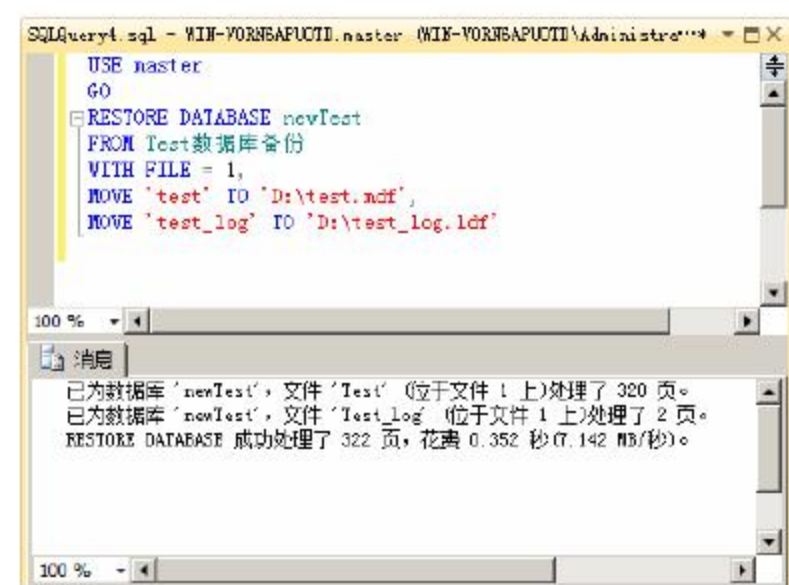 SQLQuery4.sql - WIN-VORN6APUOTD.master (WIN-VORN6APUOTD\Administra...*
USE master
GO
RESTORE DATABASE newTest
FROM Test数据库备份
WITH FILE = 1,
MOVE 'test' TO 'D:\test.mdf',
MOVE 'test_log' TO 'D:\test_log.ldf'
100 %
消息
已为数据库 'newTest'，文件 'Test' (位于文件 1 上)处理了 320 页。
已为数据库 'newTest'，文件 'Test_log' (位于文件 1 上)处理了 2 页。
RESTORE DATABASE 成功处理了 322 页，花费 0.352 秒(7.142 MB/秒)。
100 %